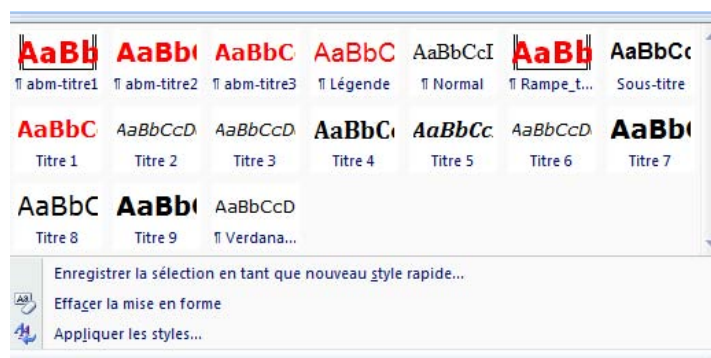 AaBb AaBb( AaBbC AaBbC AaBbCcI AaBb AaBbCc
¶ abm-titre1 ¶ abm-titre2 ¶ abm-titre3 ¶ Légende ¶ Normal ¶ Rampe_t... Sous-titre
AaBbC AaBbCcD AaBbCcD AaBbC AaBbCc AaBbCcD AaBb(
Titre 1 Titre 2 Titre 3 Titre 4 Titre 5 Titre 6 Titre 7
AaBbC AaBb( AaBbCcD
Titre 8 Titre 9 ¶ Verdana...
Enregistrer la sélection en tant que nouveau style rapide...
Effacer la mise en forme
Appliquer les styles...